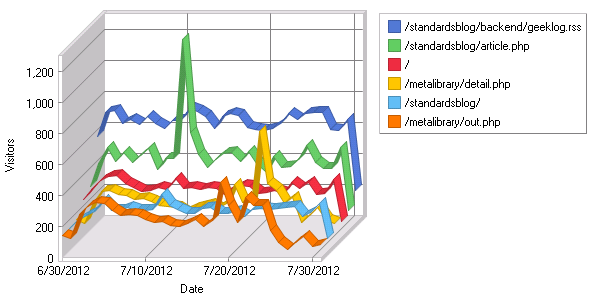 /standardsblog/backend/geeklog.rss
/standardsblog/article.php
/
/metalibrary/detail.php
/standardsblog/
/metalibrary/out.php
1,200
1,000
800
600
400
200
0
Visitors
6/30/2012 7/10/2012 7/20/2012 7/30/2012
Date